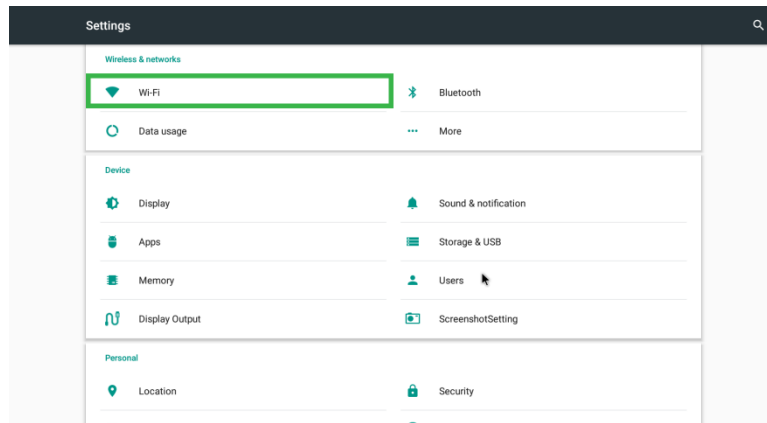 Settings
Wireless & networks
Wi-Fi
Bluetooth
Data usage
More
Device
Display
Sound & notification
Apps
Storage & USB
Memory
Users
Display Output
ScreenshotSetting
Personal
Location
Security